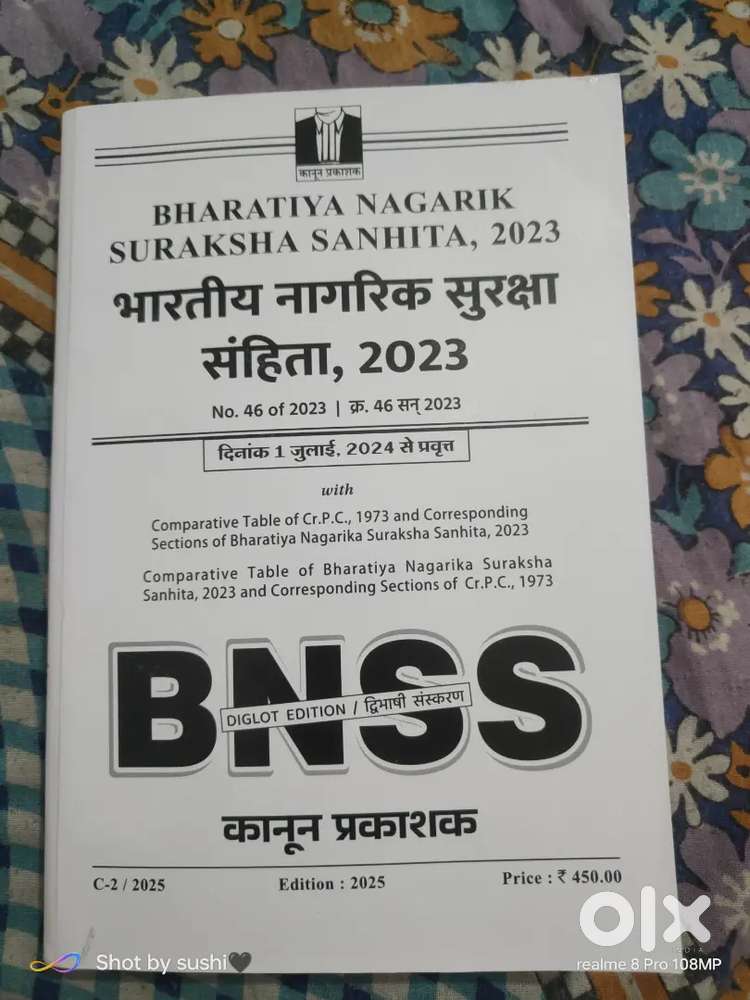 कानून प्रकाशक
BHARATIYA NAGARIK
SURAKSHA SANHITA, 2023
भारतीय नागरिक सुरक्षा
संहिता, 2023
No. 46 of 2023 | क्र. 46 सन् 2023
दिनांक 1 जुलाई, 2024 से प्रवृत्त
with
Comparative Table of Cr.P.C., 1973 and Corresponding
Sections of Bharatiya Nagarika Suraksha Sanhita, 2023
Comparative Table of Bharatiya Nagarika Suraksha
Sanhita, 2023 and Corresponding Sections of Cr.P.C., 1973
BNSS
DIGLOT EDITION / द्विभाषी संस्करण
कानून प्रकाशक
C-2 / 2025 Edition : 2025 Price : ₹ 450.00
olx
INDIA
Shot by sushi🖤 realme 8 Pro 108MP